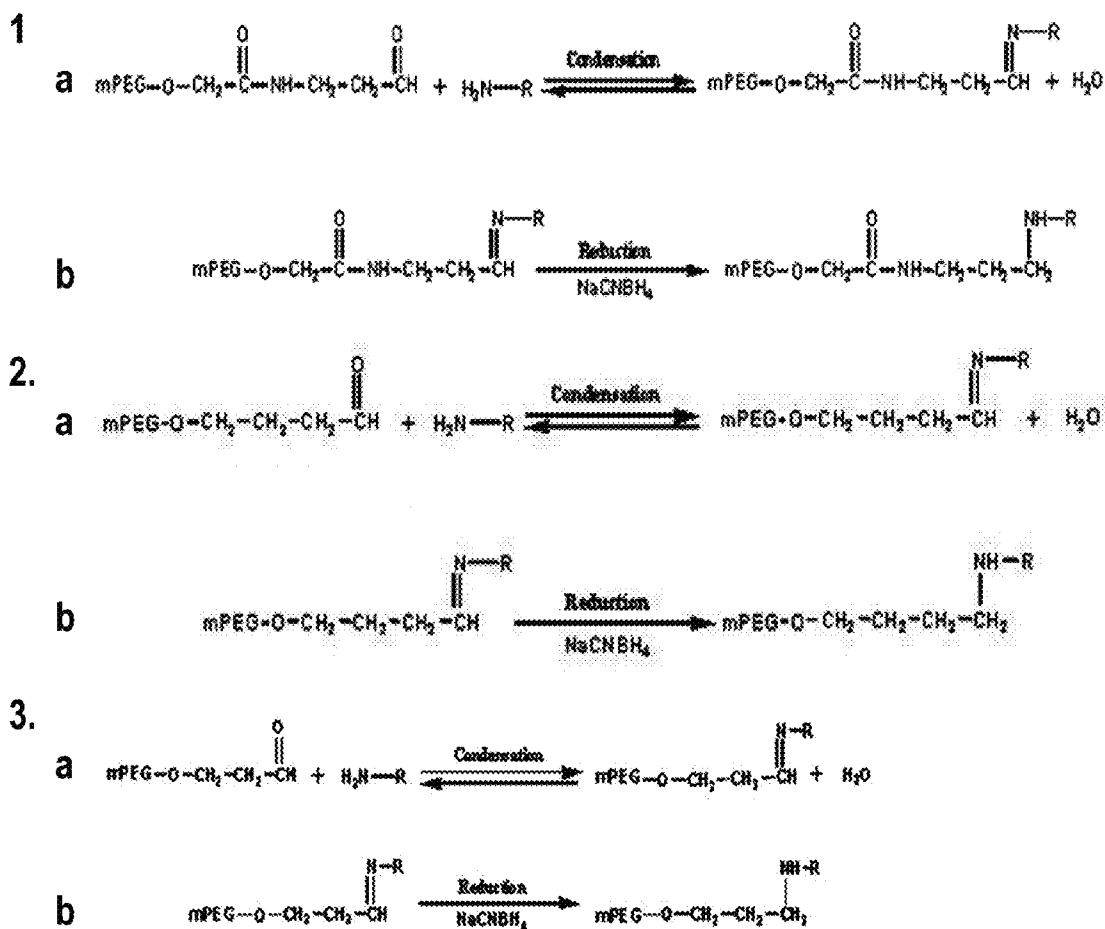 1
O O N—R
a mPEG–O–CH₂–C–NH–CH₂–CH₂–CH + H₂N—R Condensation mPEG–O–CH₂–C–NH–CH₂–CH₂–CH + H₂O
O N—R O NH–R
b mPEG–O–CH₂–C–NH–CH₂–CH₂–CH Reduction mPEG–O–CH₂–C–NH–CH₂–CH₂–CH₂
NaCNBH₄
2.
O N—R
a mPEG–O–CH₂–CH₂–CH₂–CH + H₂N—R Condensation mPEG–O–CH₂–CH₂–CH₂–CH + H₂O
N—R NH–R
b mPEG–O–CH₂–CH₂–CH₂–CH Reduction mPEG–O–CH₂–CH₂–CH₂–CH₂
NaCNBH₄
3.
O N–R
a mPEG–O–CH₂–CH₂–CH + H₂N—R Condensation mPEG–O–CH₂–CH₂–CH + H₂O
N–R NH–R
b mPEG–O–CH₂–CH₂–CH Reduction mPEG–O–CH₂–CH₂–CH₂
NaCNBH₄